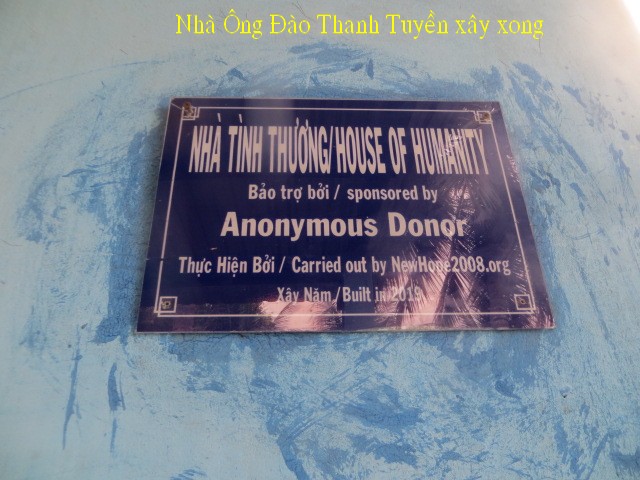 Nhà Ông Đào Thanh Tuyền xây xong
NHÀ TÌNH THƯƠNG/HOUSE OF HUMANITY
Bảo trợ bởi / sponsored by
Anonymous Donor
Thực Hiện Bởi / Carried out by NewHope2008.org
Xây Năm/Built in 2019